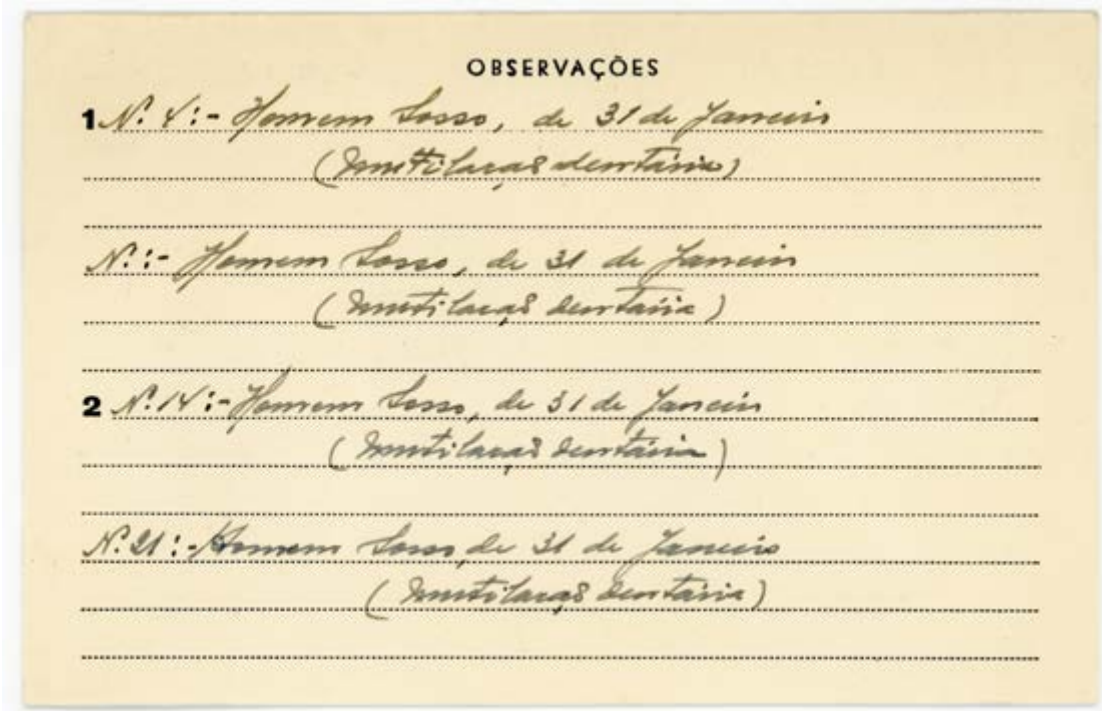 OBSERVAÇÕES
1 N.º 4:- Homem Sosso, de 31 de Janeiro
(Mutilação dentária)
N.º:- Homem Sosso, de 31 de Janeiro
(Mutilação dentária)
2 N.º 14:- Homem Sosso, de 31 de Janeiro
(Mutilação dentária)
N.º 21:- Homem Sosso de 31 de Janeiro
(Mutilação dentária)